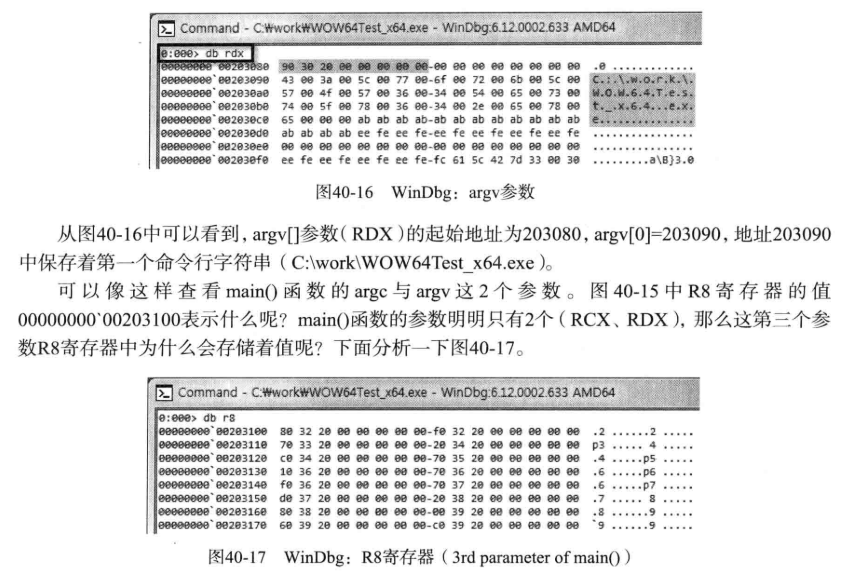 Command - C:₩work₩WOW64Test_x64.exe - WinDbg:6.12.0002.633 AMD64
0:000> db rdx
00000000`00203080 90 30 20 00 00 00 00 00-00 00 00 00 00 00 00 00 .0 .............
00000000`00203090 43 00 3a 00 5c 00 77 00-6f 00 72 00 6b 00 5c 00 C.:.\.w.o.r.k.\.
00000000`002030a0 57 00 4f 00 57 00 36 00-34 00 54 00 65 00 73 00 W.O.W.6.4.T.e.s.
00000000`002030b0 74 00 5f 00 78 00 36 00-34 00 2e 00 65 00 78 00 t._.x.6.4...e.x.
00000000`002030c0 65 00 00 00 ab ab ab ab-ab ab ab ab ab ab ab ab e...............
00000000`002030d0 ab ab ab ab ee fe ee fe-ee fe ee fe ee fe ee fe ................
00000000`002030e0 00 00 00 00 00 00 00 00-00 00 00 00 00 00 00 00 ................
00000000`002030f0 ee fe ee fe ee fe ee fe-fc 61 5c 42 7d 33 00 30 .........a\B}3.0
图40-16 WinDbg：argv参数
从图40-16中可以看到，argv[]参数（RDX）的起始地址为203080，argv[0]=203090，地址203090
中保存着第一个命令行字符串（C:\work\WOW64Test_x64.exe）。
可以像这样查看main()函数的argc与argv这2个参数。图40-15中R8寄存器的值
00000000`00203100表示什么呢？main()函数的参数明明只有2个（RCX、RDX），那么这第三个参
数R8寄存器中为什么会存储着值呢？下面分析一下图40-17。
Command - C:₩work₩WOW64Test_x64.exe - WinDbg:6.12.0002.633 AMD64
0:000> db r8
00000000`00203100 80 32 20 00 00 00 00 00-f0 32 20 00 00 00 00 00 .2 ......2 .....
00000000`00203110 70 33 20 00 00 00 00 00-20 34 20 00 00 00 00 00 p3 ..... 4 .....
00000000`00203120 c0 34 20 00 00 00 00 00-70 35 20 00 00 00 00 00 .4 .....p5 .....
00000000`00203130 10 36 20 00 00 00 00 00-70 36 20 00 00 00 00 00 .6 .....p6 .....
00000000`00203140 f0 36 20 00 00 00 00 00-70 37 20 00 00 00 00 00 .6 .....p7 .....
00000000`00203150 d0 37 20 00 00 00 00 00-20 38 20 00 00 00 00 00 .7 ..... 8 .....
00000000`00203160 80 38 20 00 00 00 00 00-00 39 20 00 00 00 00 00 .8 ......9 .....
00000000`00203170 60 39 20 00 00 00 00 00-c0 39 20 00 00 00 00 00 `9 ......9 .....
图40-17 WinDbg：R8寄存器（3rd parameter of main()）